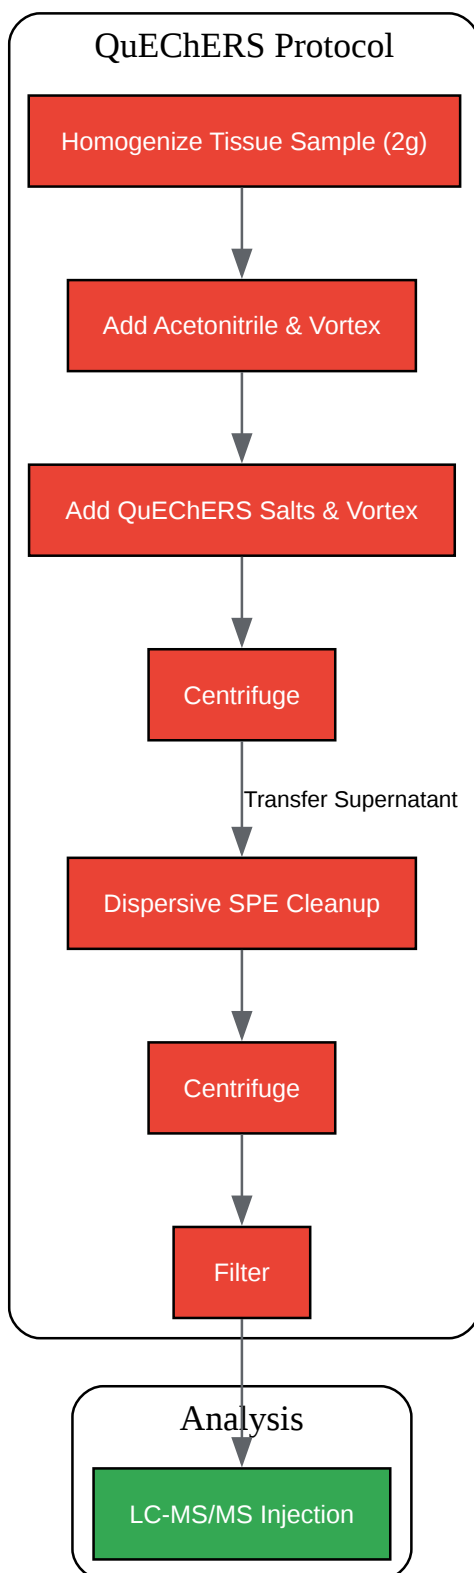 QuEChERS Protocol
Homogenize Tissue Sample (2g)
Add Acetonitrile & Vortex
Add QuEChERS Salts & Vortex
Centrifuge
Transfer Supernatant
Dispersive SPE Cleanup
Centrifuge
Filter
Analysis
LC-MS/MS Injection